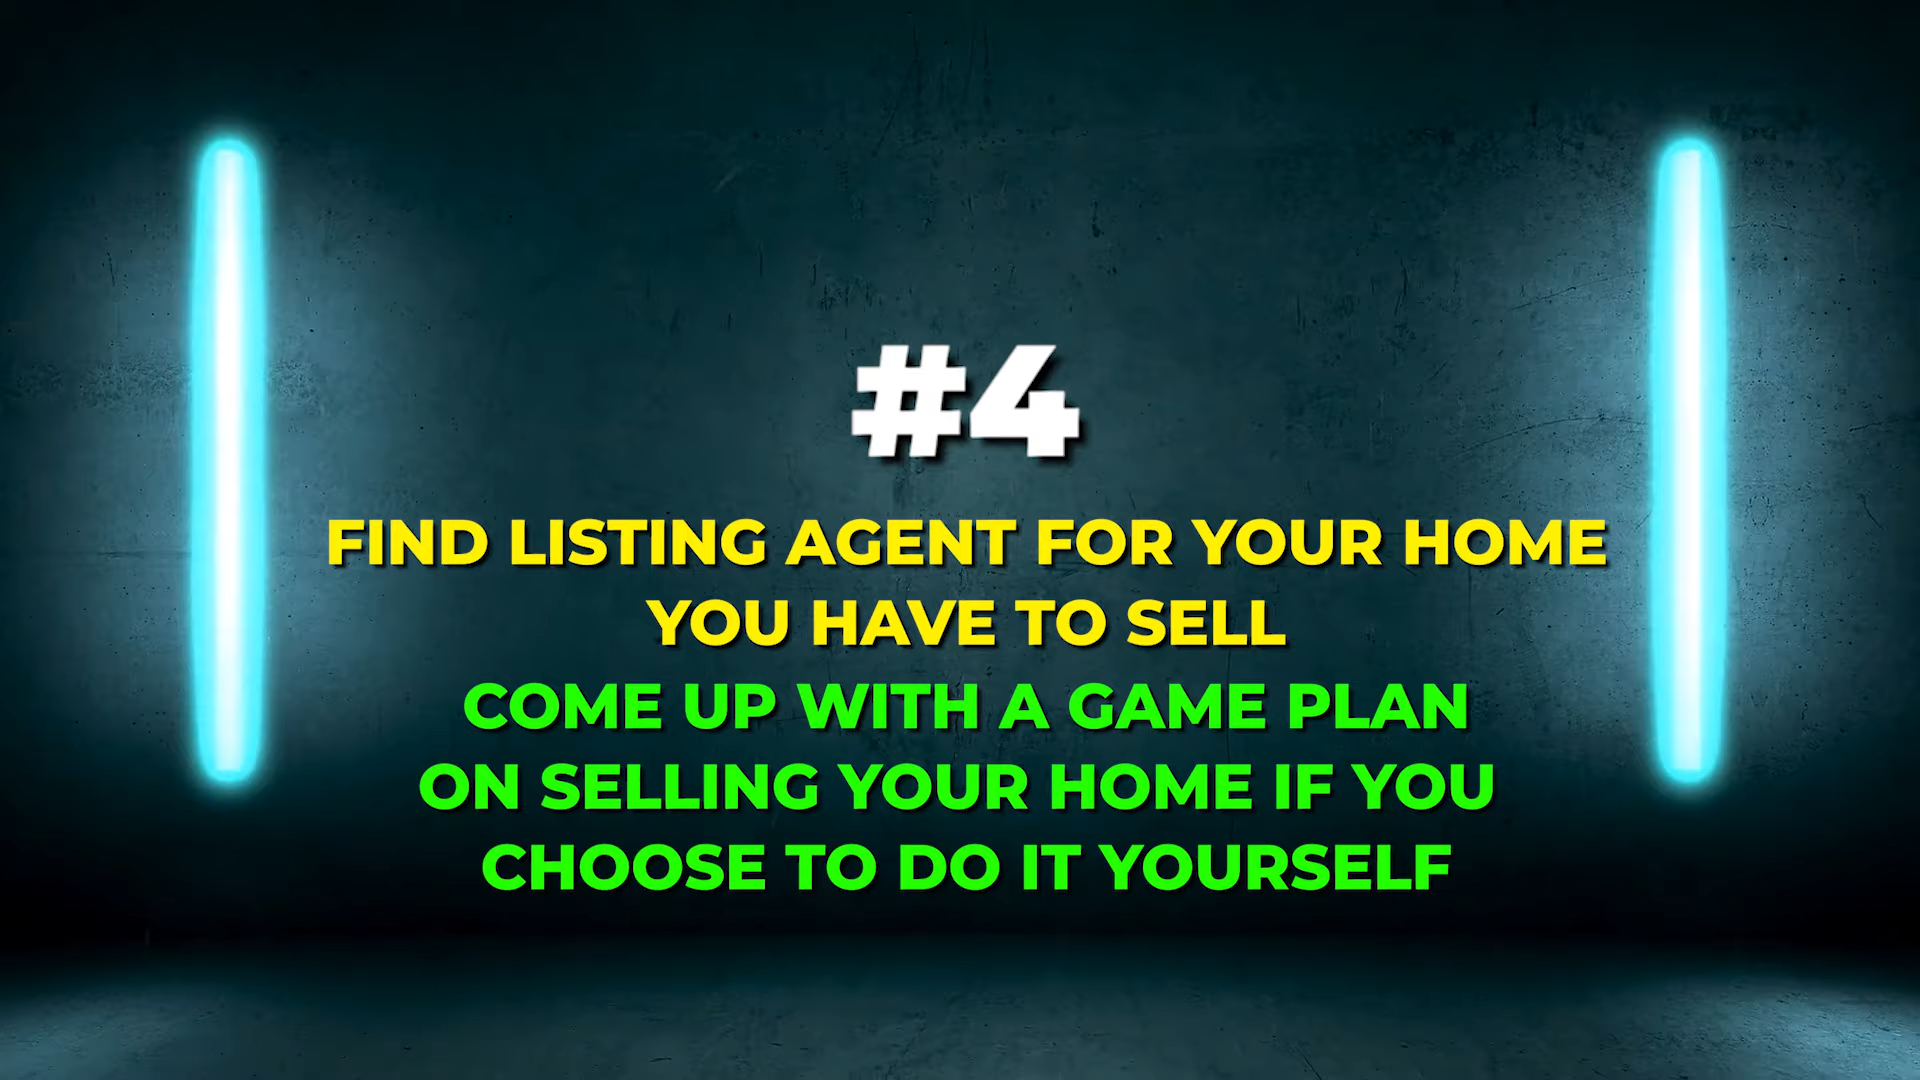 #4
FIND LISTING AGENT FOR YOUR HOME
YOU HAVE TO SELL
COME UP WITH A GAME PLAN
ON SELLING YOUR HOME IF YOU
CHOOSE TO DO IT YOURSELF